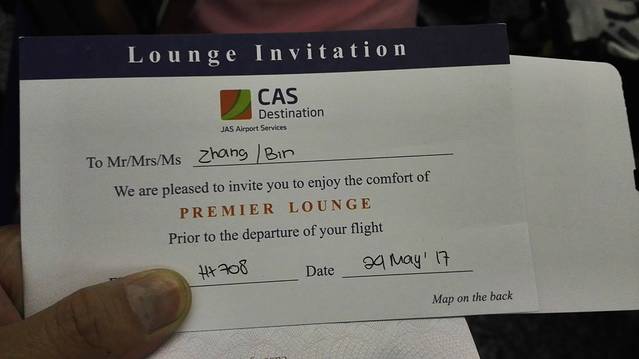 Lounge Invitation
CAS
Destination
JAS Airport Services
To Mr/Mrs/Ms Zhang / Bin
We are pleased to invite you to enjoy the comfort of
PREMIER LOUNGE
Prior to the departure of your flight
HX708 Date 29 May' 17
Map on the back